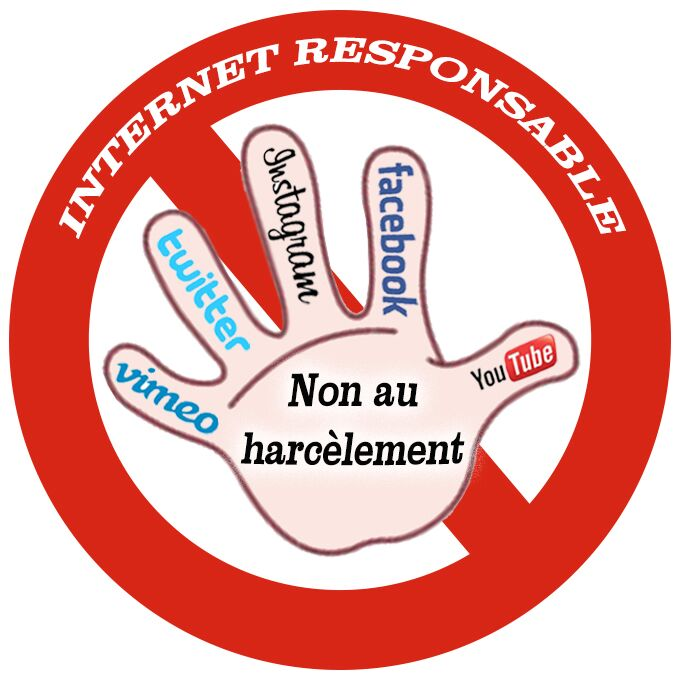 INTERNET RESPONSABLE
Instagram
facebook
twitter
vimeo
YouTube
Non au
harcèlement